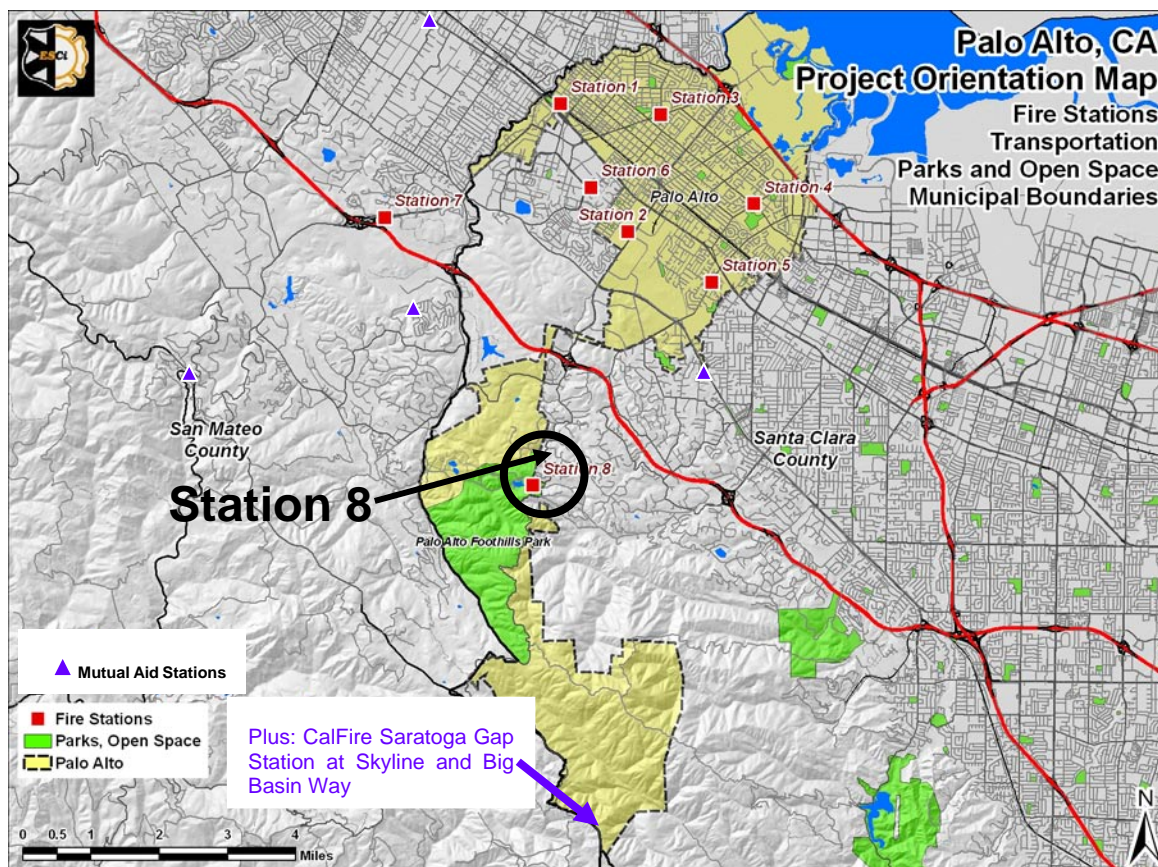 ESCi
Palo Alto, CA
Project Orientation Map
Fire Stations
Transportation
Parks and Open Space
Municipal Boundaries
Station 1
Station 3
Station 6
Palo Alto
Station 4
Station 7
Station 2
Station 5
San Mateo
County
Santa Clara
County
Station 8
Station 8
Palo Alto Foothills Park
Mutual Aid Stations
Fire Stations
Parks, Open Space
Palo Alto
Plus: CalFire Saratoga Gap
Station at Skyline and Big
Basin Way
N
0 0.5 1 2 3 4
Miles